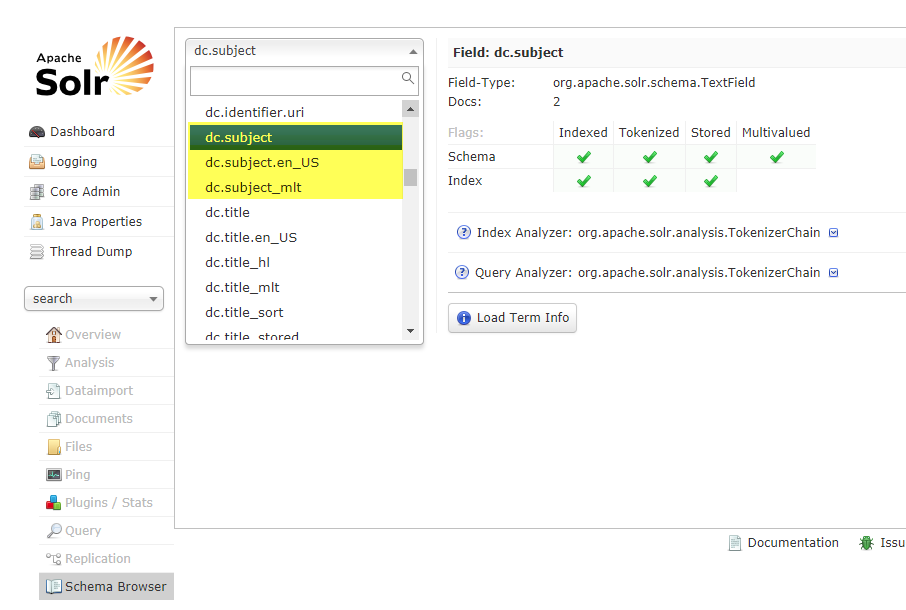 Apache
Solr
Dashboard
Logging
Core Admin
Java Properties
Thread Dump
search
Overview
Analysis
Dataimport
Documents
Files
Ping
Plugins / Stats
Query
Replication
Schema Browser
dc.subject
dc.identifier.uri
dc.subject
dc.subject.en_US
dc.subject_mlt
dc.title
dc.title.en_US
dc.title_hl
dc.title_mlt
dc.title_sort
dc.title_stored
Field: dc.subject
Field-Type: org.apache.solr.schema.TextField
Docs: 2
Flags: Indexed Tokenized Stored Multivalued
Schema
Index
Index Analyzer: org.apache.solr.analysis.TokenizerChain
Query Analyzer: org.apache.solr.analysis.TokenizerChain
Load Term Info
Documentation Issu